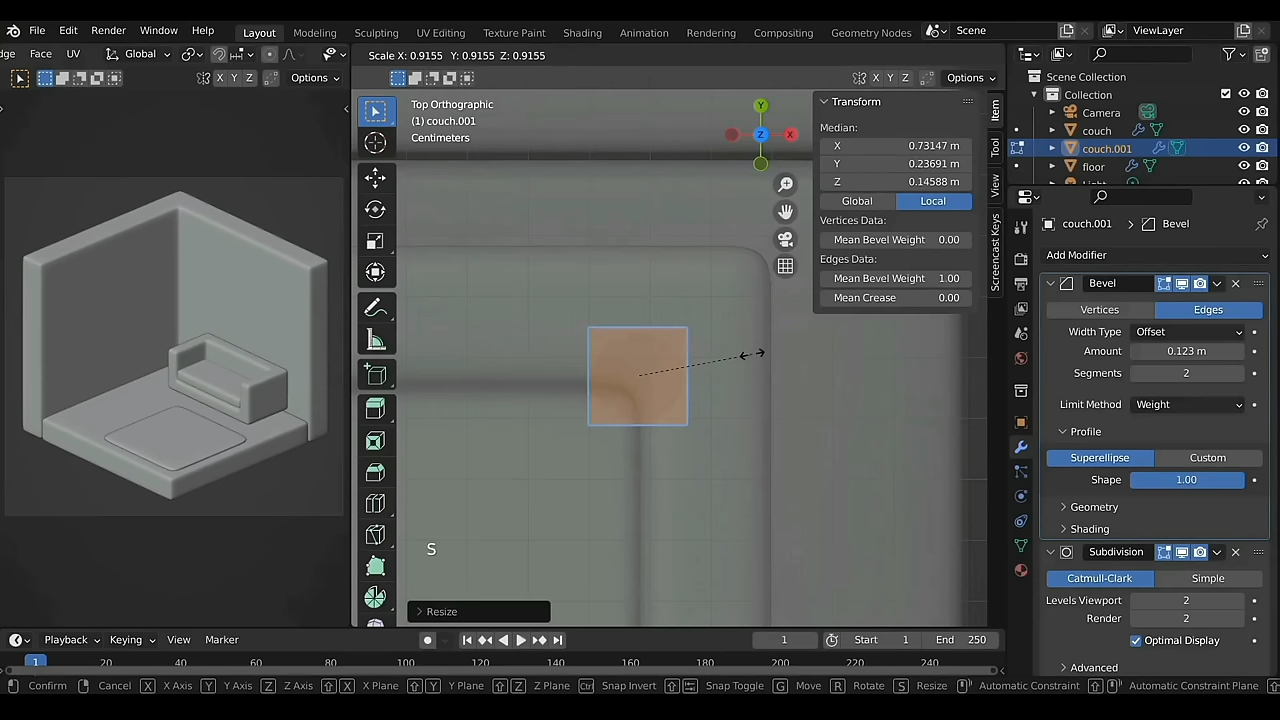 File Edit Render Window Help Layout Modeling Sculpting UV Editing Texture Paint Shading Animation Rendering Compositing Geometry Nodes Scene ViewLayer
dge Face UV Global Scale X: 0.9155 Y: 0.9155 Z: 0.9155
X Y Z Options X Y Z Options
Scene Collection
Collection
Camera
couch
couch.001
floor
Top Orthographic
(1) couch.001
Centimeters
Y
Z
X
Transform
Median:
X 0.73147 m
Y 0.23691 m
Z 0.14588 m
Global Local
Vertices Data:
Mean Bevel Weight 0.00
Edges Data:
Mean Bevel Weight 1.00
Mean Crease 0.00
Item
Tool
View
Screencast Keys
couch.001 Bevel
Add Modifier
Bevel
Vertices Edges
Width Type Offset
Amount 0.123 m
Segments 2
Limit Method Weight
Profile
Superellipse Custom
Shape 1.00
Geometry
Shading
Subdivision
Catmull-Clark Simple
Levels Viewport 2
Render 2
Optimal Display
Advanced
S
Resize
Playback Keying View Marker 1 Start 1 End 250
1 20 40 60 80 100 120 140 160 180 200 220 240
Confirm Cancel X X Axis Y Y Axis Z Z Axis X X Plane Y Y Plane Z Z Plane Ctrl Snap Invert Snap Toggle G Move R Rotate S Resize Automatic Constraint Automatic Constraint Plane